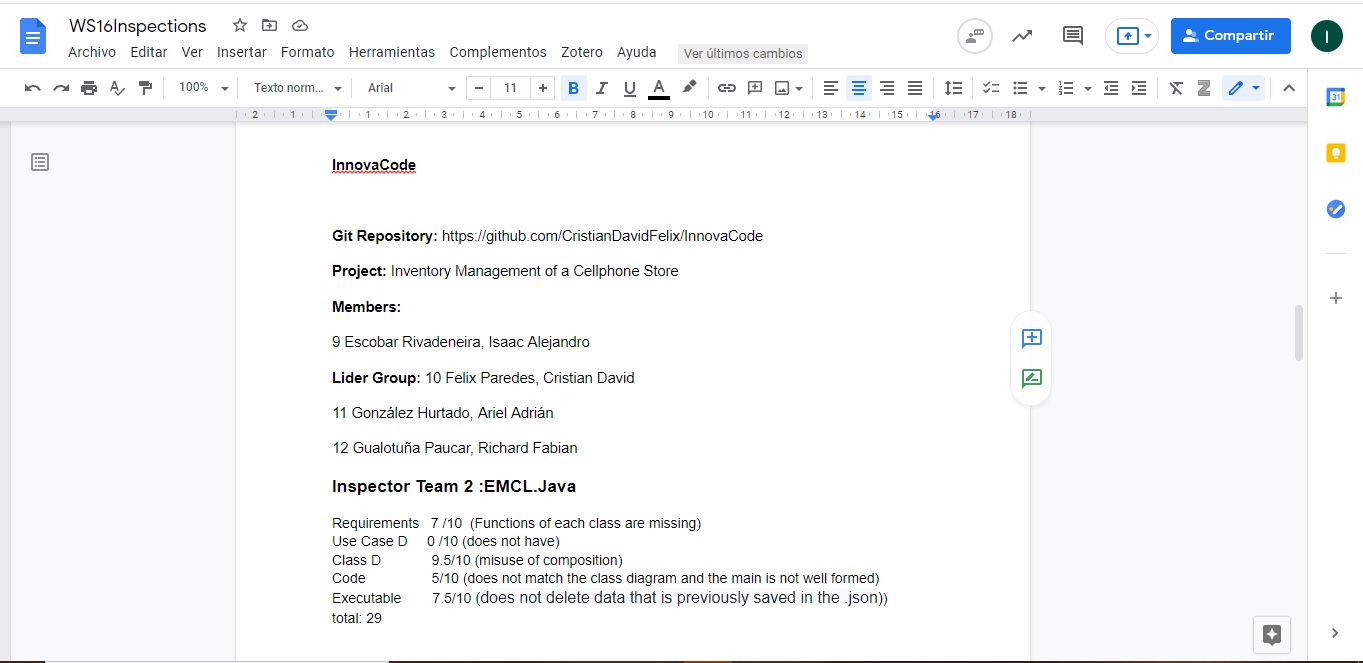 WS16Inspections
Archivo Editar Ver Insertar Formato Herramientas Complementos Zotero Ayuda Ver últimos cambios
Compartir
I
100% Texto norm... Arial - 11 + B I U A
2 1 1 2 3 4 5 6 7 8 9 10 11 12 13 14 15 16 17 18
31
InnovaCode
Git Repository: https://github.com/CristianDavidFelix/InnovaCode
Project: Inventory Management of a Cellphone Store
Members:
9 Escobar Rivadeneira, Isaac Alejandro
Lider Group: 10 Felix Paredes, Cristian David
11 González Hurtado, Ariel Adrián
12 Gualotuña Paucar, Richard Fabian
Inspector Team 2 :EMCL.Java
Requirements 7 /10 (Functions of each class are missing)
Use Case D 0 /10 (does not have)
Class D 9.5/10 (misuse of composition)
Code 5/10 (does not match the class diagram and the main is not well formed)
Executable 7.5/10 (does not delete data that is previously saved in the .json))
total: 29